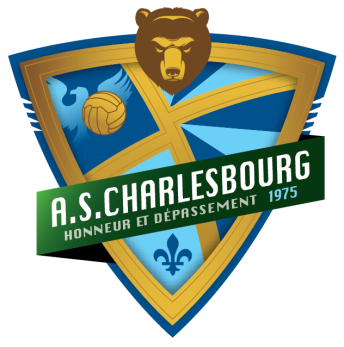 A.S.CHARLESBOURG
HONNEUR ET DÉPASSEMENT 1975